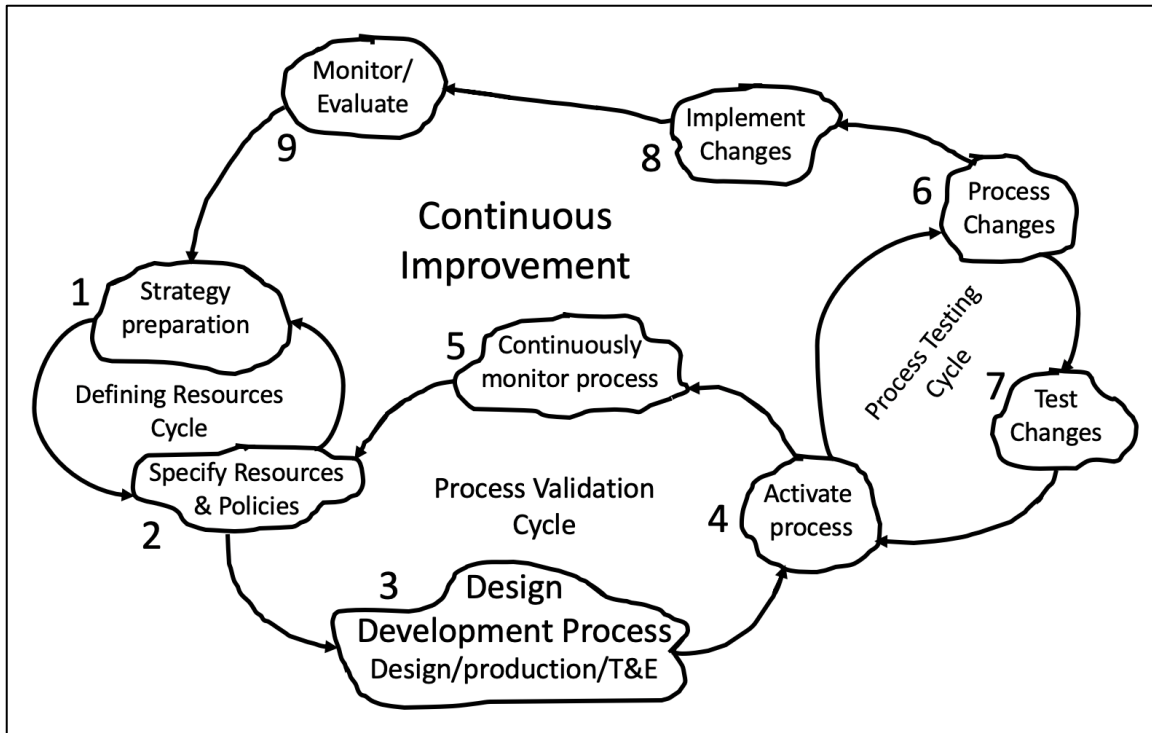 Monitor/
Evaluate
9
Implement
Changes
8
6
Process
Changes
Continuous
Improvement
1
Strategy
preparation
5
Continuously
monitor process
Process Testing
Cycle
7
Test
Changes
Defining Resources
Cycle
Specify Resources
& Policies
2
Process Validation
Cycle
4
Activate
process
3
Design
Development Process
Design/production/T&E